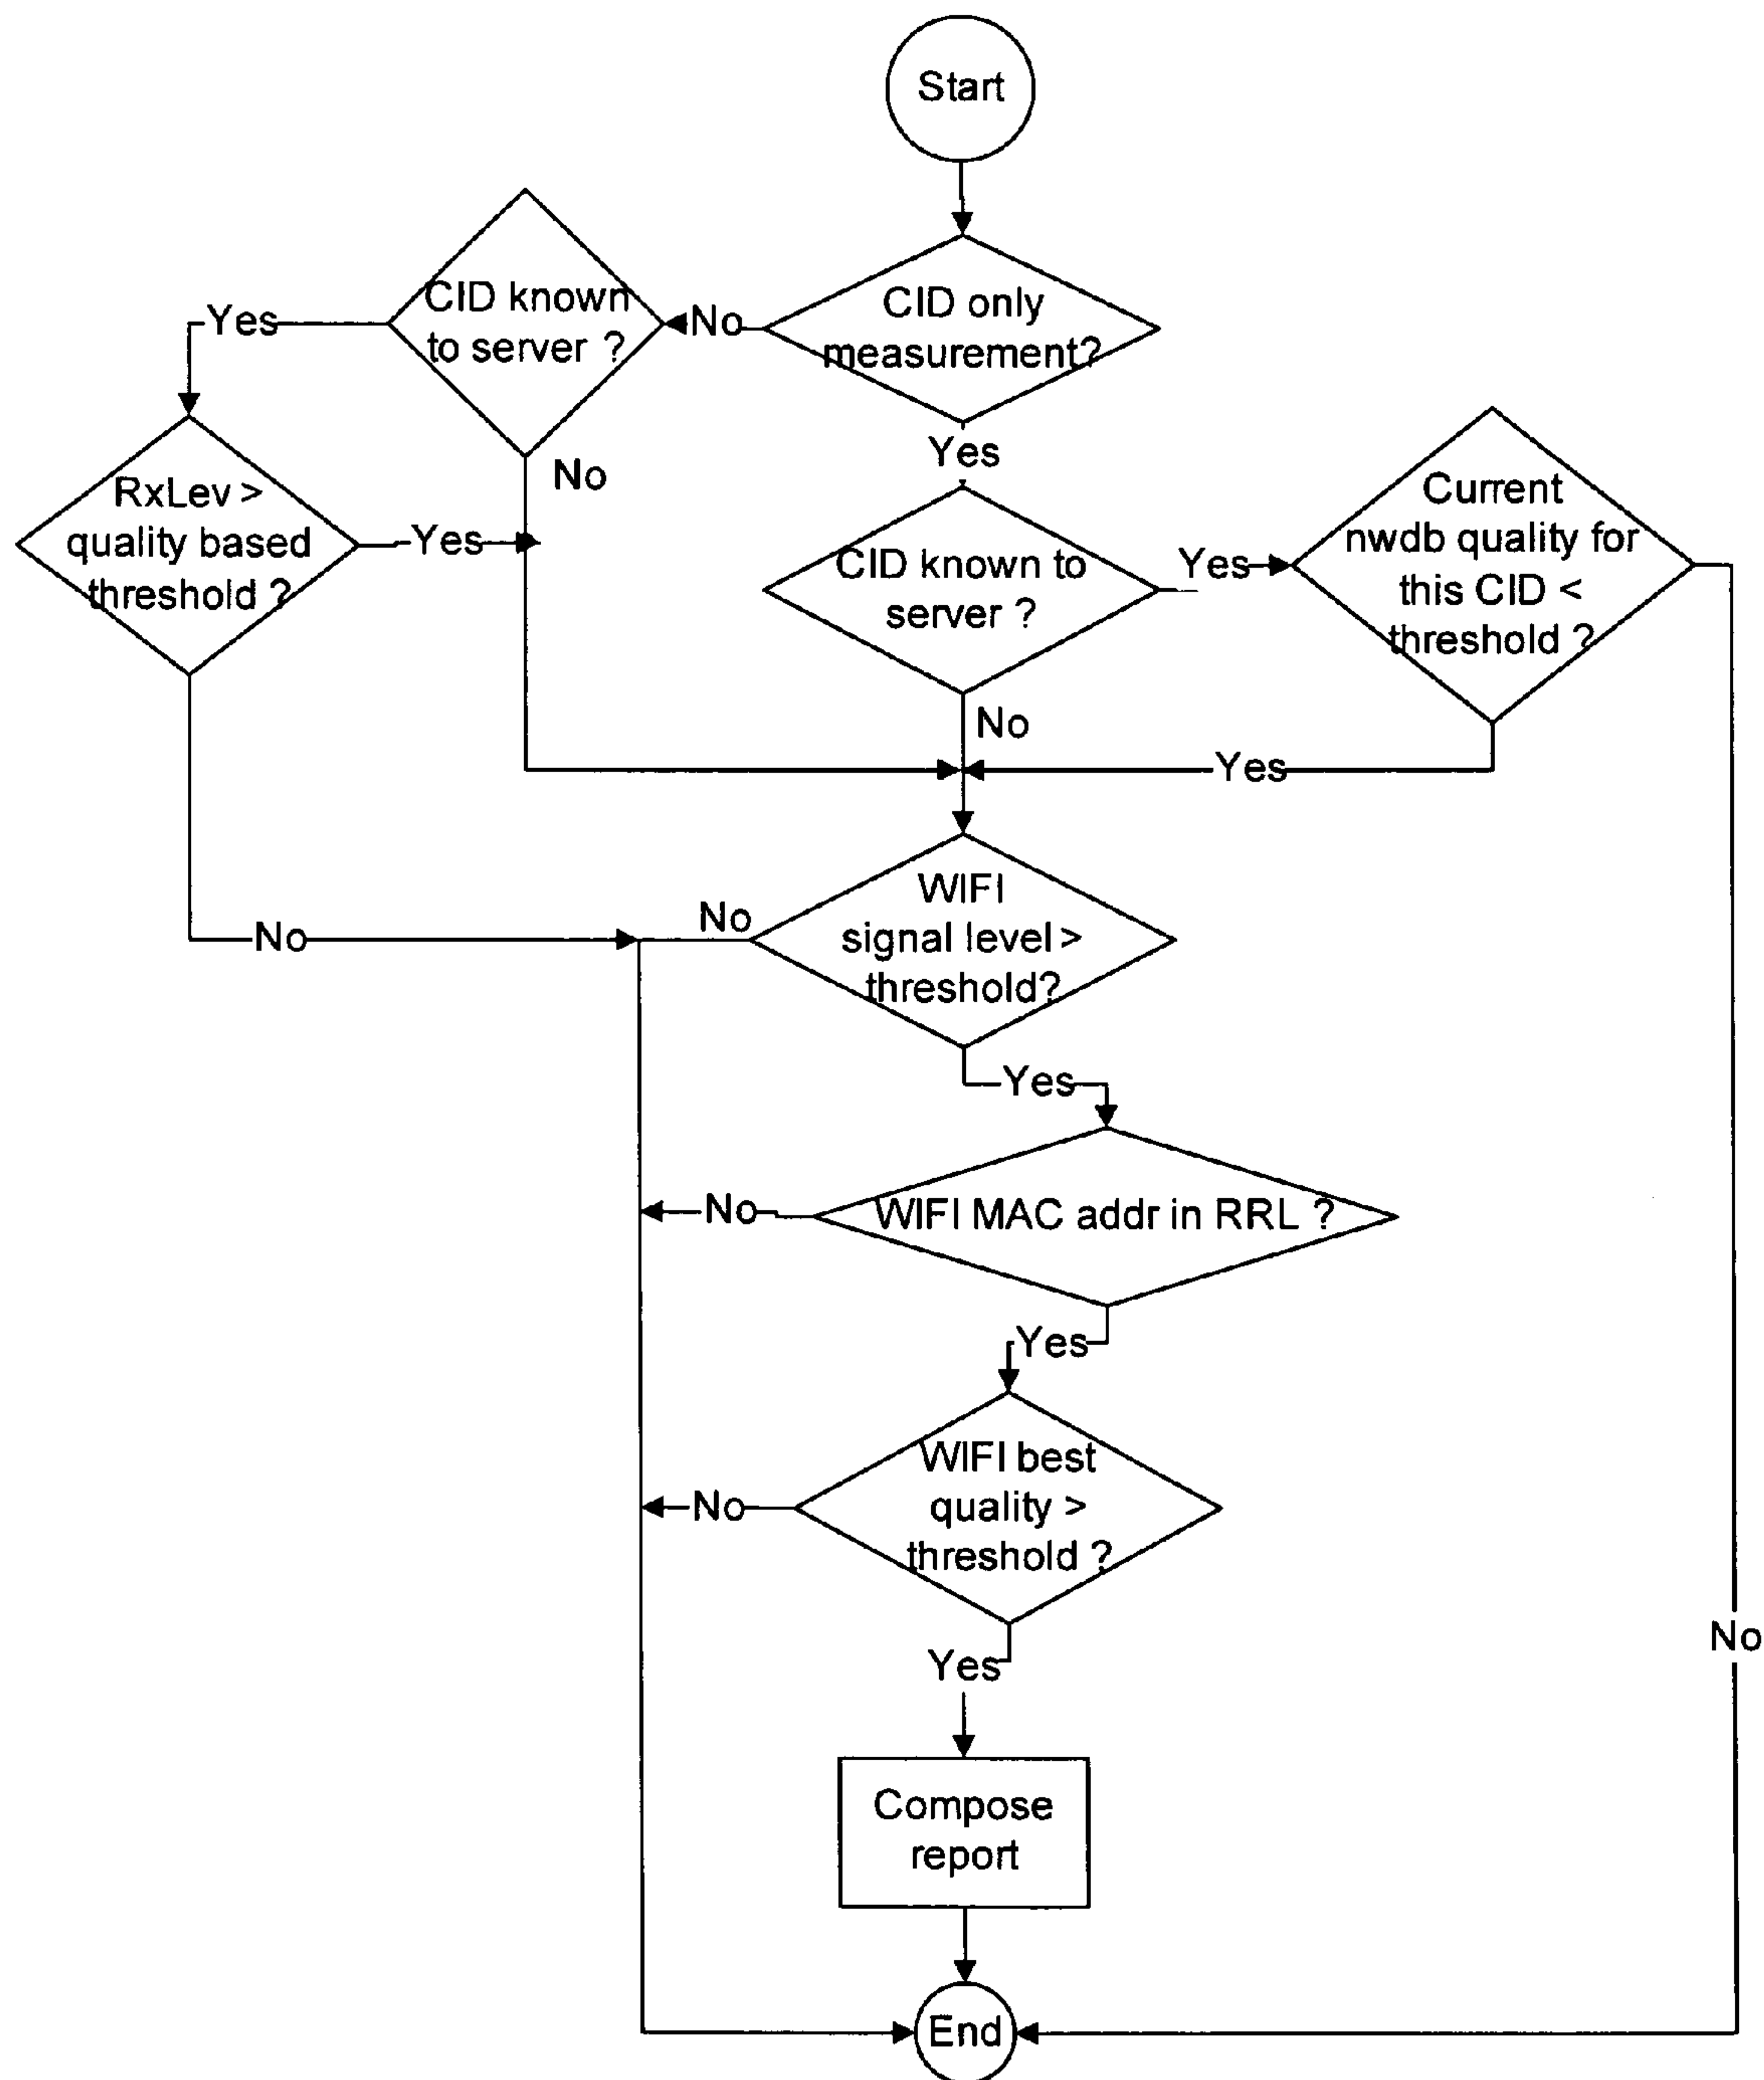 Start
CID only
measurement?
No
CID known
to server ?
Yes
No
RxLev >
quality based
threshold ?
Yes
No
Yes
CID known to
server ?
Yes
No
Current
nwdb quality for
this CID <
threshold ?
Yes
No
WIFI
signal level >
threshold?
No
Yes
WIFI MAC addr in RRL ?
No
Yes
WIFI best
quality >
threshold ?
No
Yes
Compose
report
End